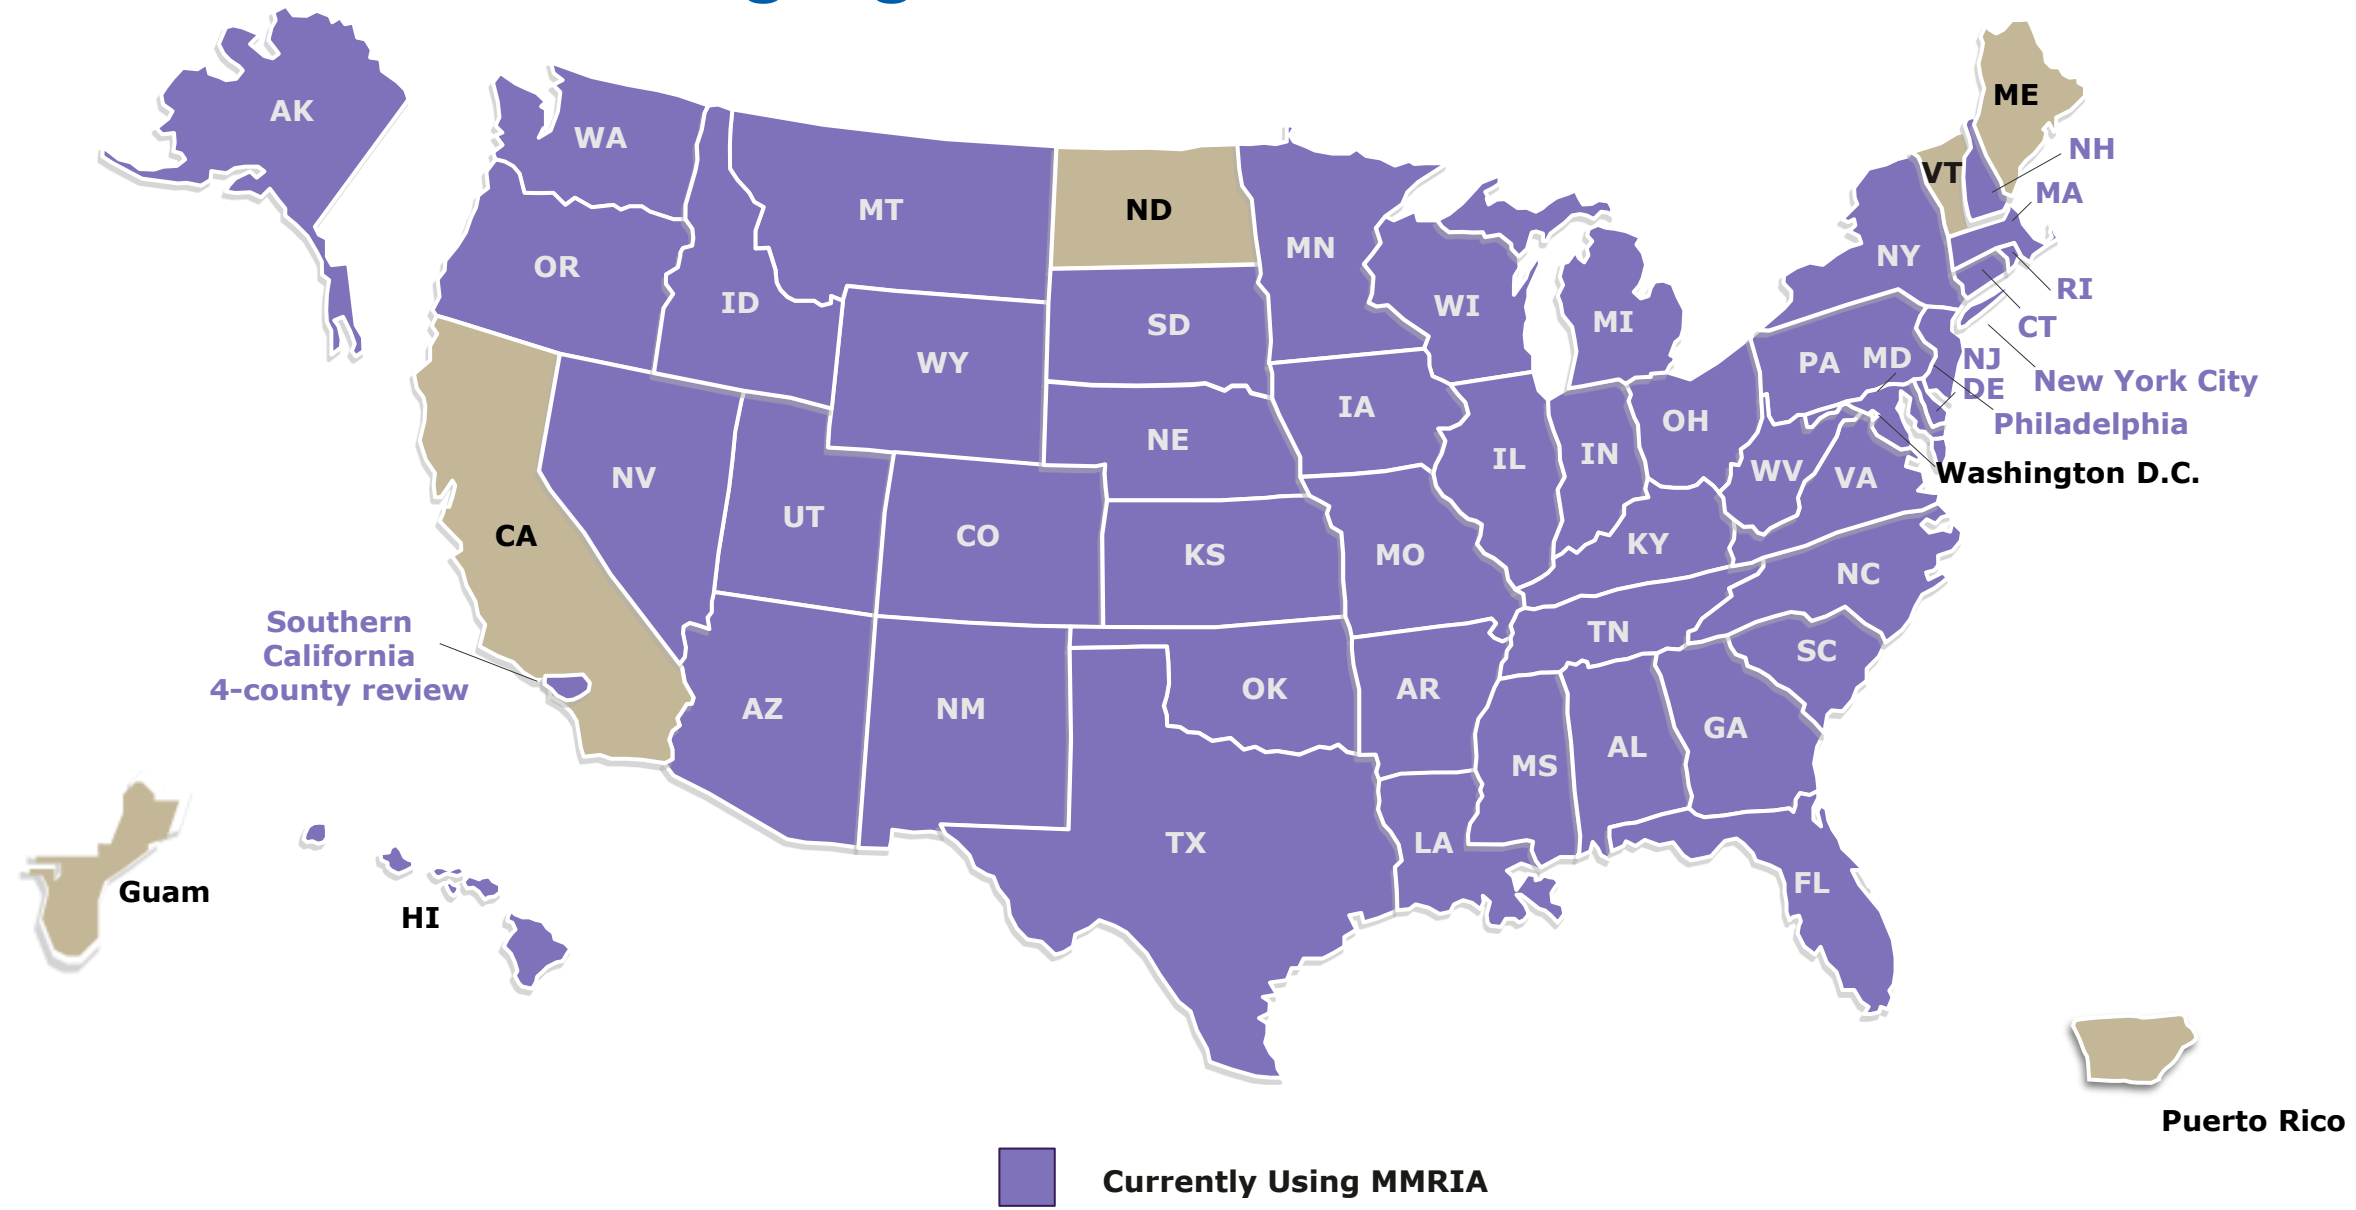 AK
WA
MT
ND
MN
ME
VT
NH
MA
OR
ID
WY
SD
WI
MI
NY
RI
CT
PA
MD
NJ
DE
New York City
Philadelphia
Washington D.C.
CA
NV
UT
CO
NE
IA
IL
IN
OH
WV
VA
KS
MO
KY
NC
TN
SC
Southern
California
4-county review
AZ
NM
OK
AR
MS
AL
GA
TX
LA
FL
Guam
HI
Puerto Rico
Currently Using MMRIA